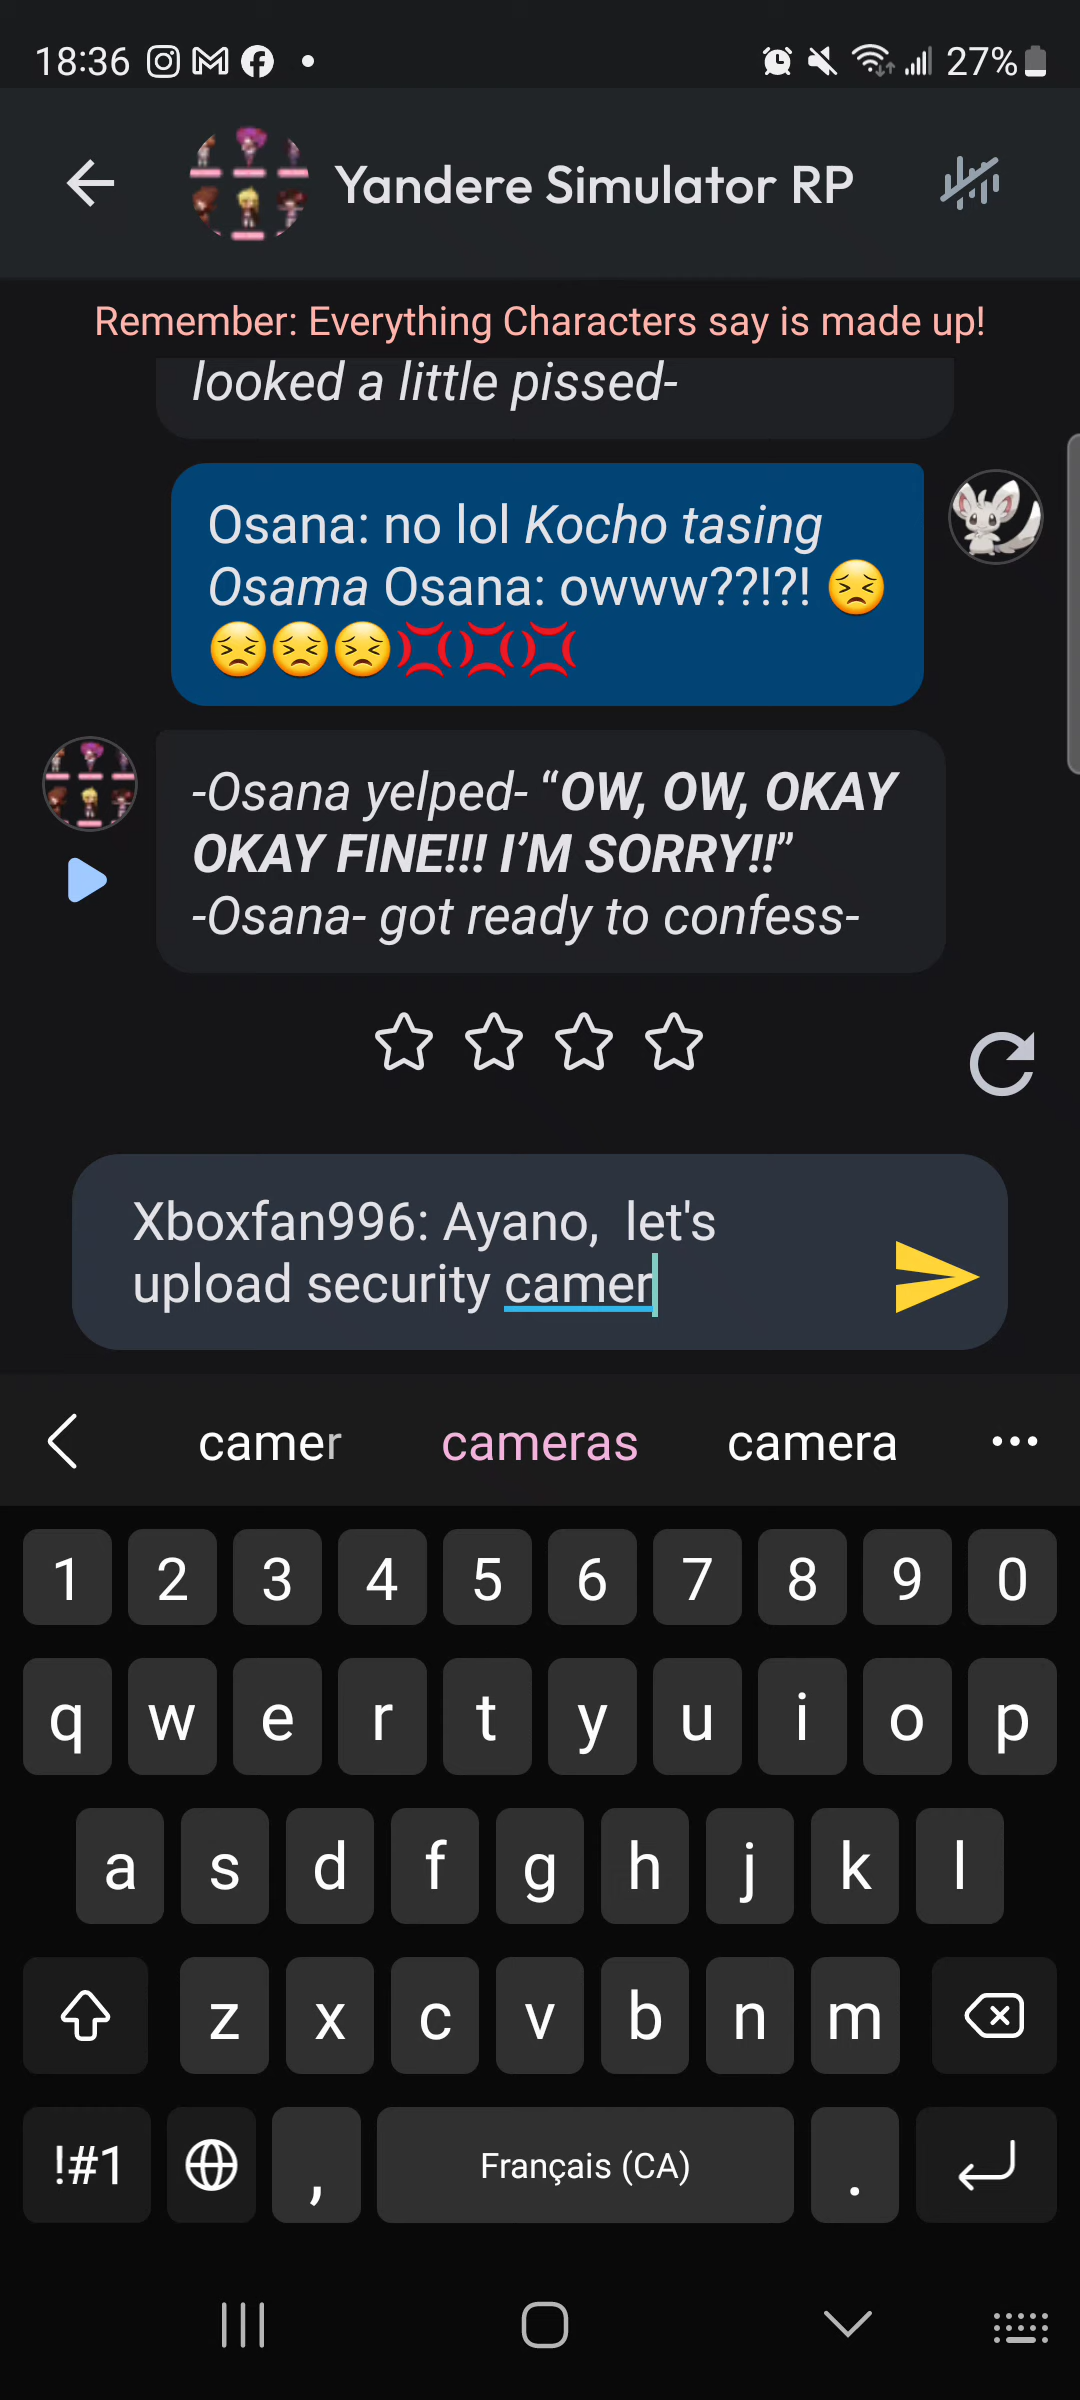 18:36
27%
Yandere Simulator RP
Remember: Everything Characters say is made up!
looked a little pissed-
Osana: no lol Kocho tasing
Osama Osana: owww??!?! 😣
😣😣😣💢💢💢
-Osana yelped- “OW, OW, OKAY
OKAY FINE!!! I’M SORRY!!”
-Osana- got ready to confess-
Xboxfan996: Ayano,  let's
upload security camer
camer cameras camera
1 2 3 4 5 6 7 8 9 0
q w e r t y u i o p
a s d f g h j k l
z x c v b n m
!#1 , Français (CA) .